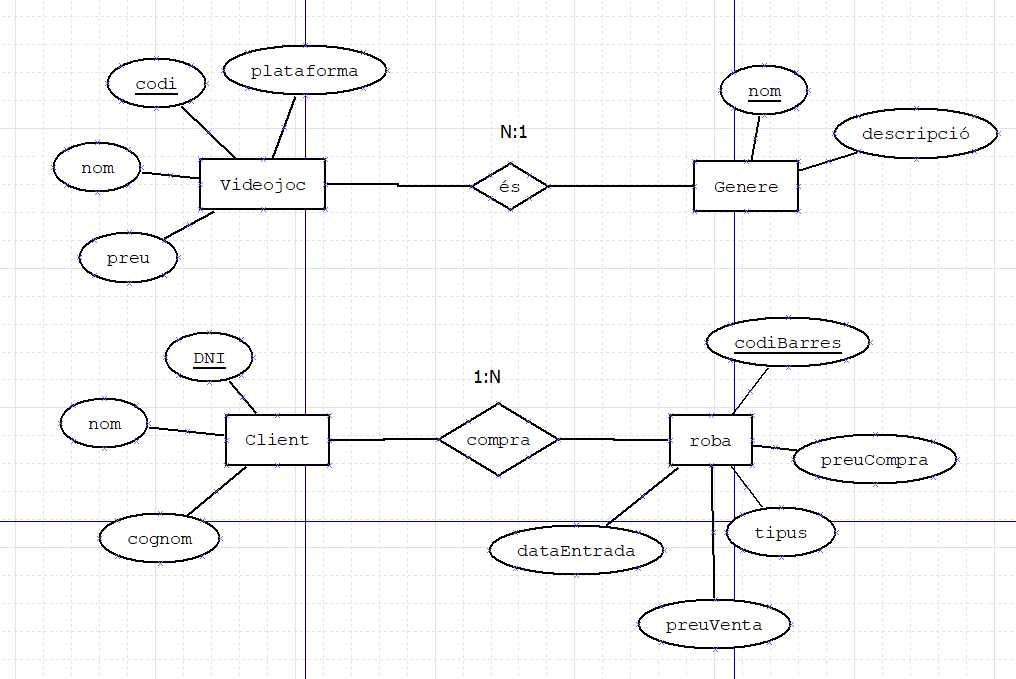 plataforma
codi
nom
N:1
descripció
nom
Videojoc
és
Genere
preu
codiBarres
DNI
1:N
nom
Client
compra
roba
preuCompra
cognom
dataEntrada
tipus
preuVenta